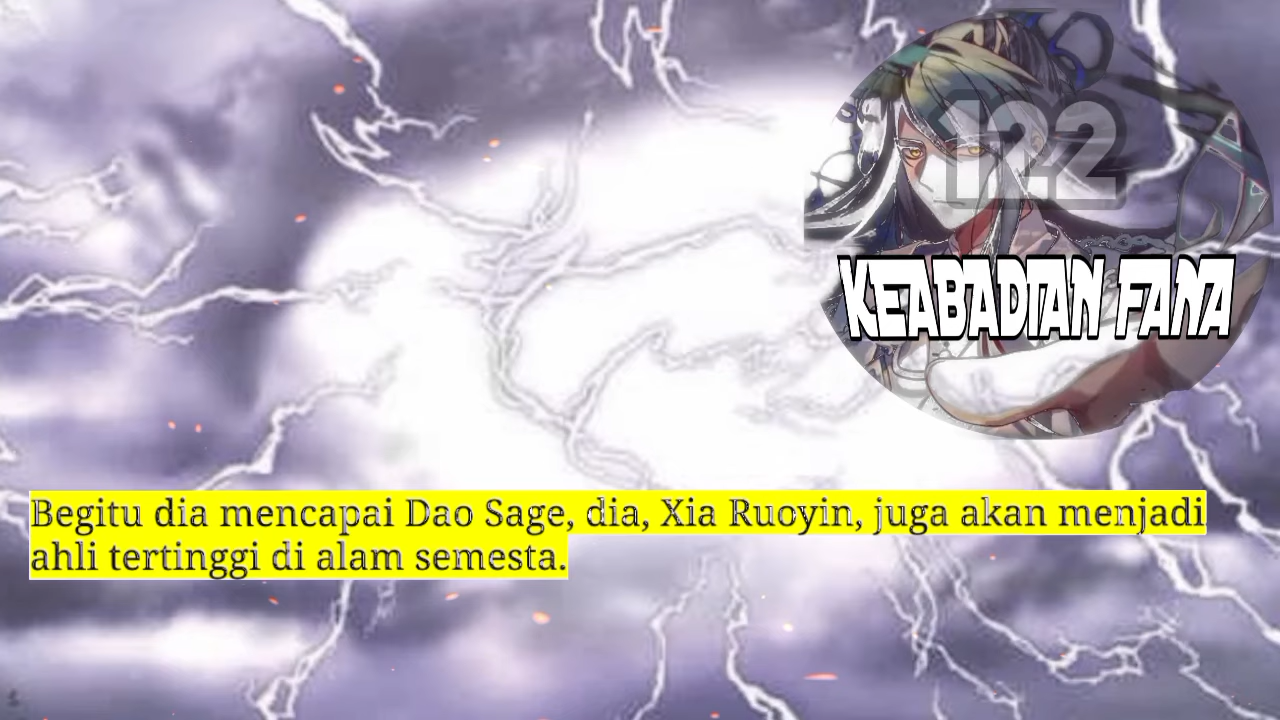 122
KEABADIAN FANA
Begitu dia mencapai Dao Sage, dia, Xia Ruoyin, juga akan menjadi
ahli tertinggi di alam semesta.